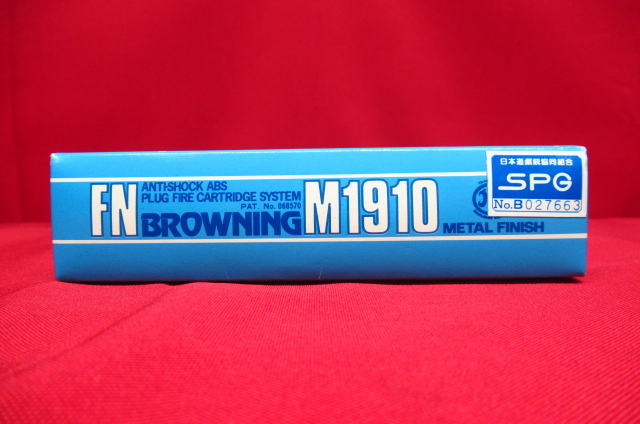 FN
ANTI-SHOCK ABS
PLUG FIRE CARTRIDGE SYSTEM
PAT. No. 868570
BROWNING
M1910
METAL FINISH
日本遊戯銃協同組合
SPG
No.B027663